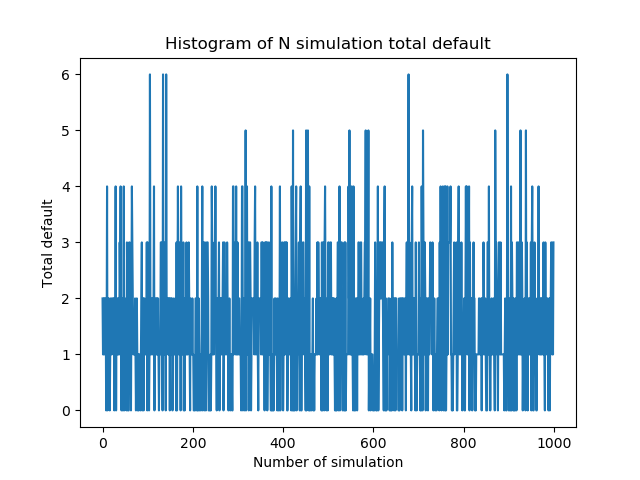 Histogram of N simulation total default
6
5
4
3
2
1
0
Total default
0 200 400 600 800 1000
Number of simulation